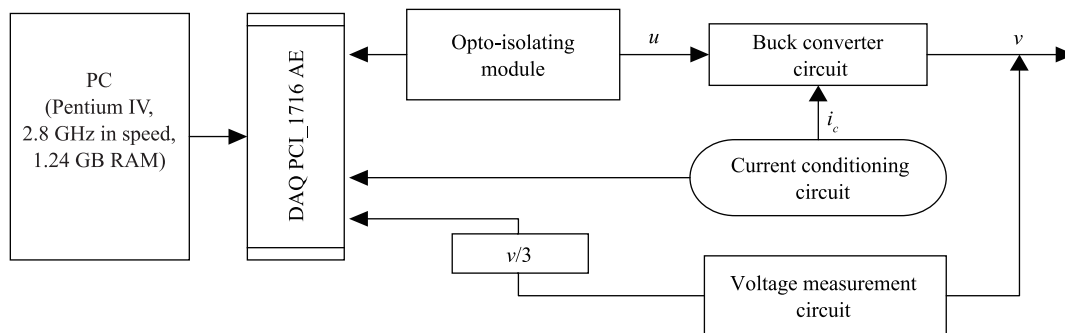 PC
(Pentium IV,
2.8 GHz in speed,
1.24 GB RAM)
DAQ PCI_1716 AE
Opto-isolating
module
u
Buck converter
circuit
v
i_c
Current conditioning
circuit
v/3
Voltage measurement
circuit